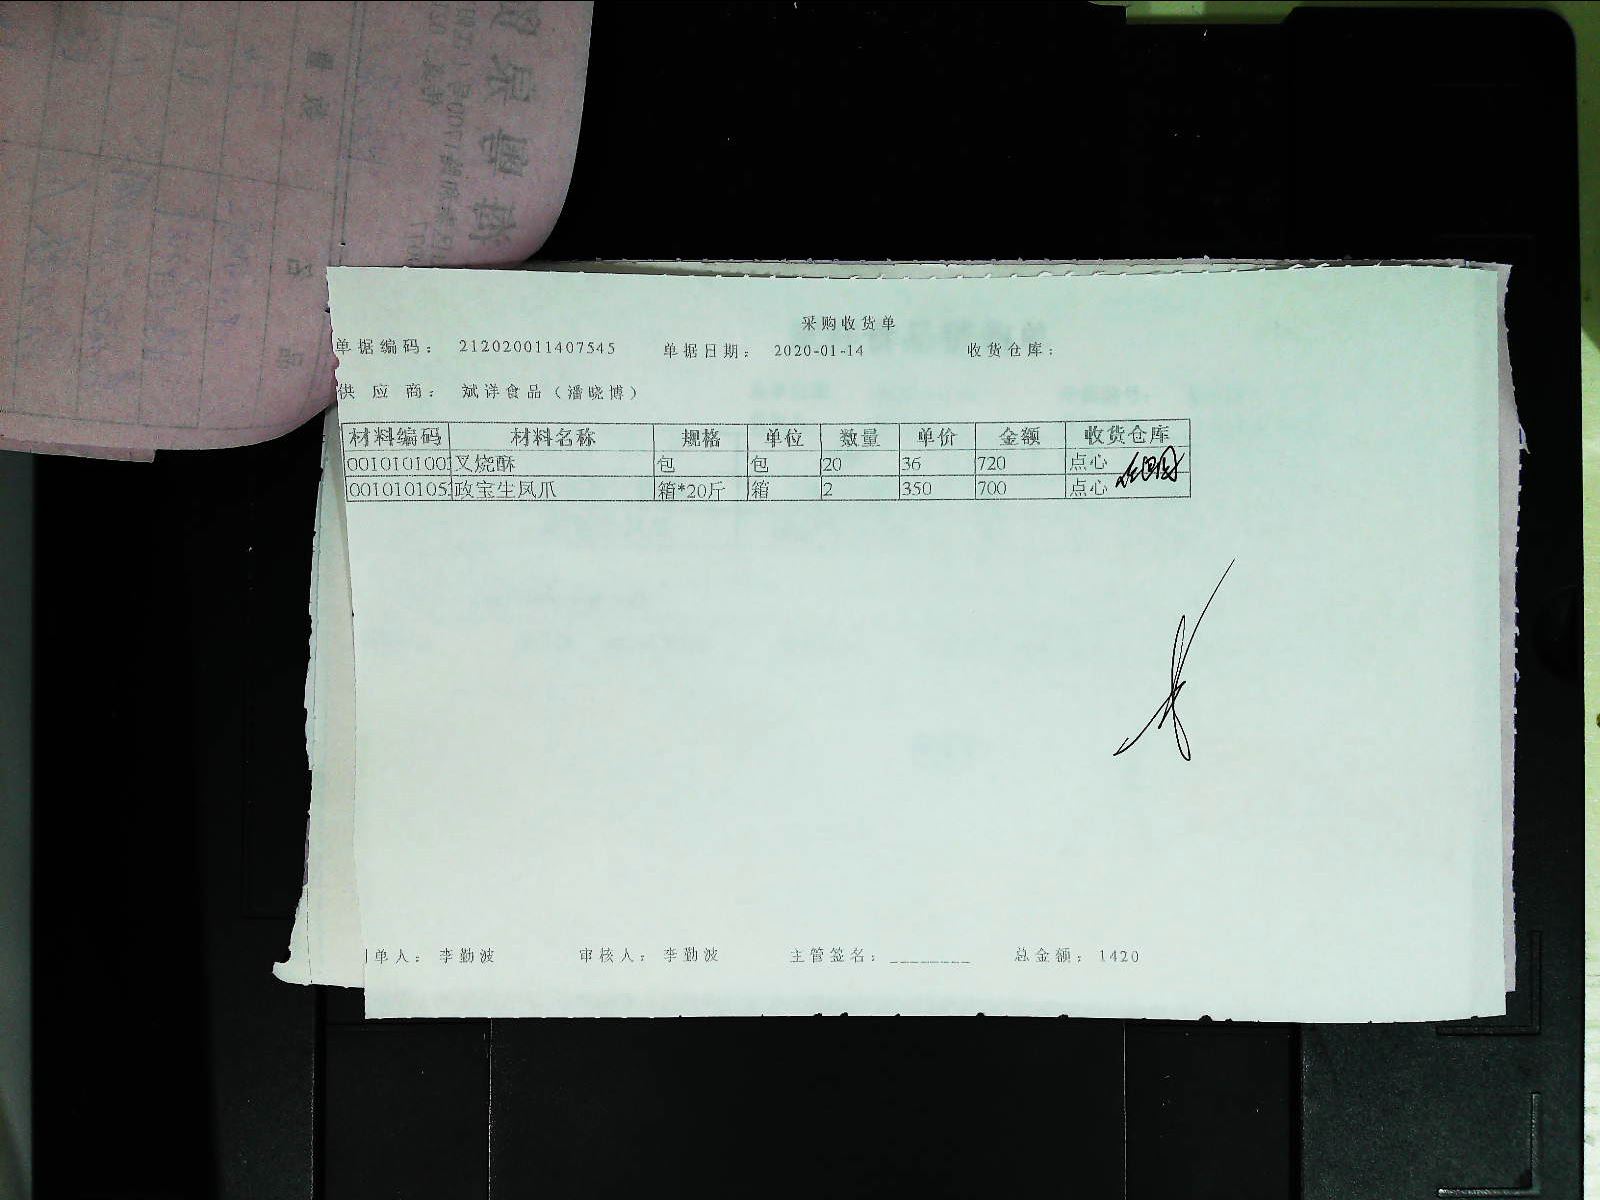 采购收货单
单据编码： 212020011407545 单据日期： 2020-01-14 收货仓库：
供 应 商： 斌洋食品（潘晓博）
材料编码 材料名称 规格 单位 数量 单价 金额 收货仓库
0010101002 叉烧酥 包 包 20 36 720 点心
0010101052 政宝生凤爪 箱*20斤 箱 2 350 700 点心
单人： 李勤波 审核人： 李勤波 主管签名： ________ 总金额： 1420